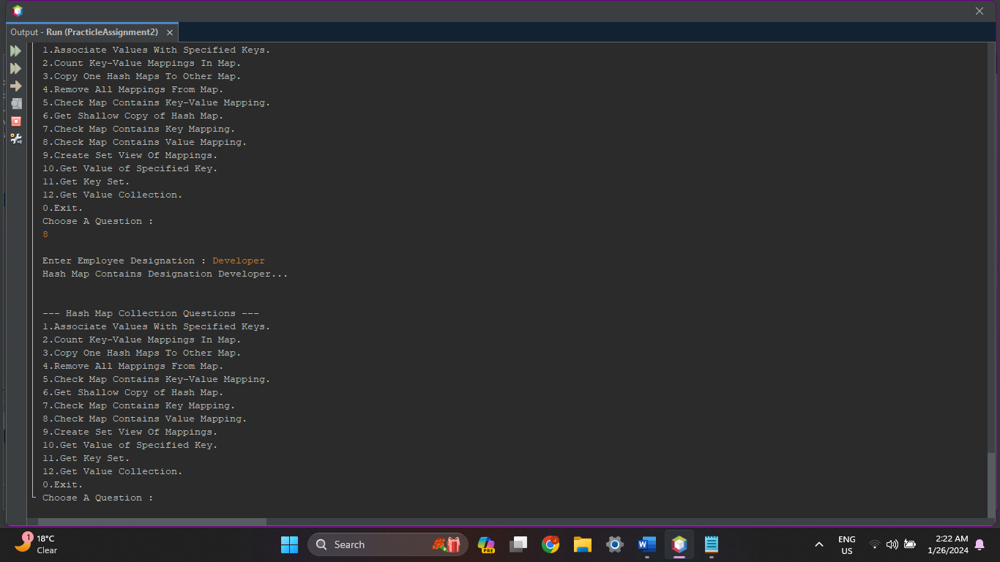 Output - Run (PracticleAssignment2)
1.Associate Values With Specified Keys.
2.Count Key-Value Mappings In Map.
3.Copy One Hash Maps To Other Map.
4.Remove All Mappings From Map.
5.Check Map Contains Key-Value Mapping.
6.Get Shallow Copy of Hash Map.
7.Check Map Contains Key Mapping.
8.Check Map Contains Value Mapping.
9.Create Set View Of Mappings.
10.Get Value of Specified Key.
11.Get Key Set.
12.Get Value Collection.
0.Exit.
Choose A Question :
8
Enter Employee Designation : Developer
Hash Map Contains Designation Developer...
--- Hash Map Collection Questions ---
1.Associate Values With Specified Keys.
2.Count Key-Value Mappings In Map.
3.Copy One Hash Maps To Other Map.
4.Remove All Mappings From Map.
5.Check Map Contains Key-Value Mapping.
6.Get Shallow Copy of Hash Map.
7.Check Map Contains Key Mapping.
8.Check Map Contains Value Mapping.
9.Create Set View Of Mappings.
10.Get Value of Specified Key.
11.Get Key Set.
12.Get Value Collection.
0.Exit.
Choose A Question :
1
18°C
Clear
Search
PRE
W
ENG
US
2:22 AM
1/26/2024